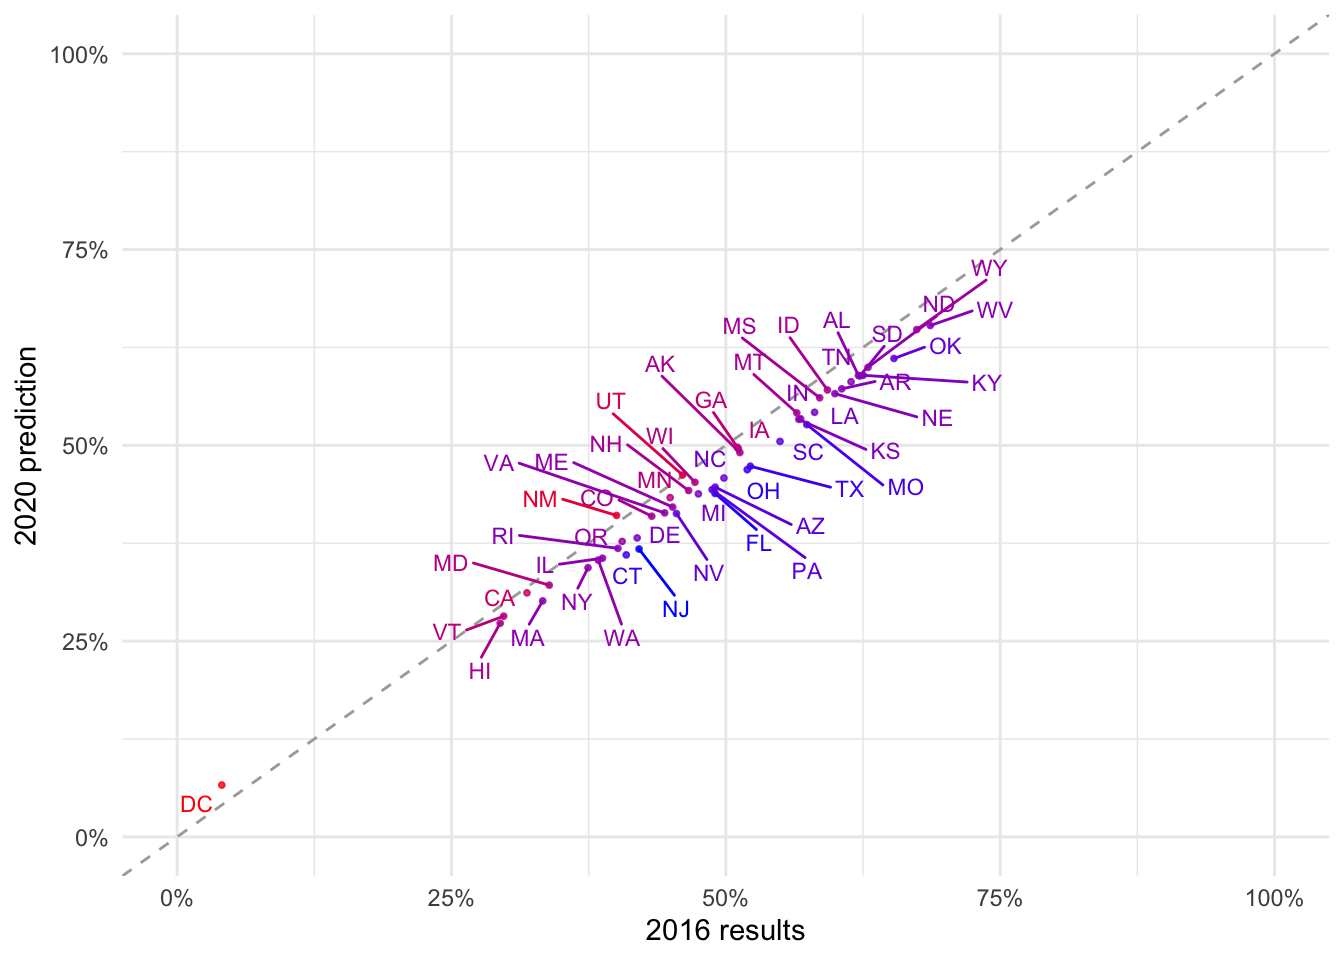 100%
75%
50%
25%
0%
2020 prediction
WY
ND
WV
AL
MS
ID
SD
OK
TN
MT
AK
KY
AR
IN
UT
GA
LA
NE
IA
WI
NH
KS
SC
NC
VA
ME
MN
OH
TX
MO
NM
CO
MI
AZ
RI
OR
DE
FL
MD
IL
CT
NV
PA
CA
NY
NJ
VT
MA
WA
HI
DC
0%
25%
50%
75%
100%
2016 results